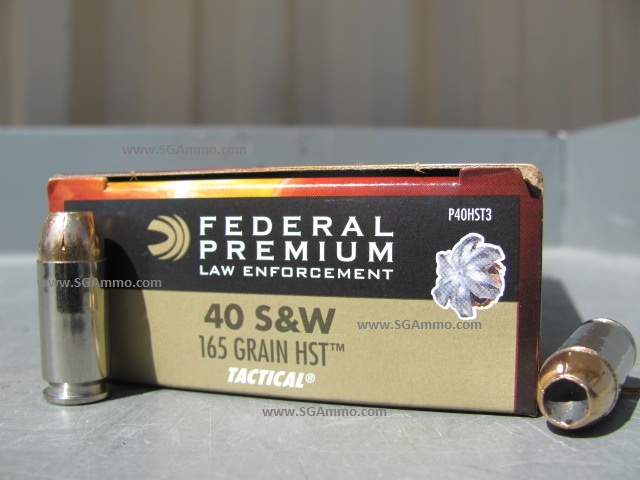 www.SGAmmo.com
FEDERAL
PREMIUM
LAW ENFORCEMENT
P40HST3
www.SGAmmo.com
40 S&W
www.SGAmmo.com
165 GRAIN HST™
TACTICAL®
www.SGAmmo.com